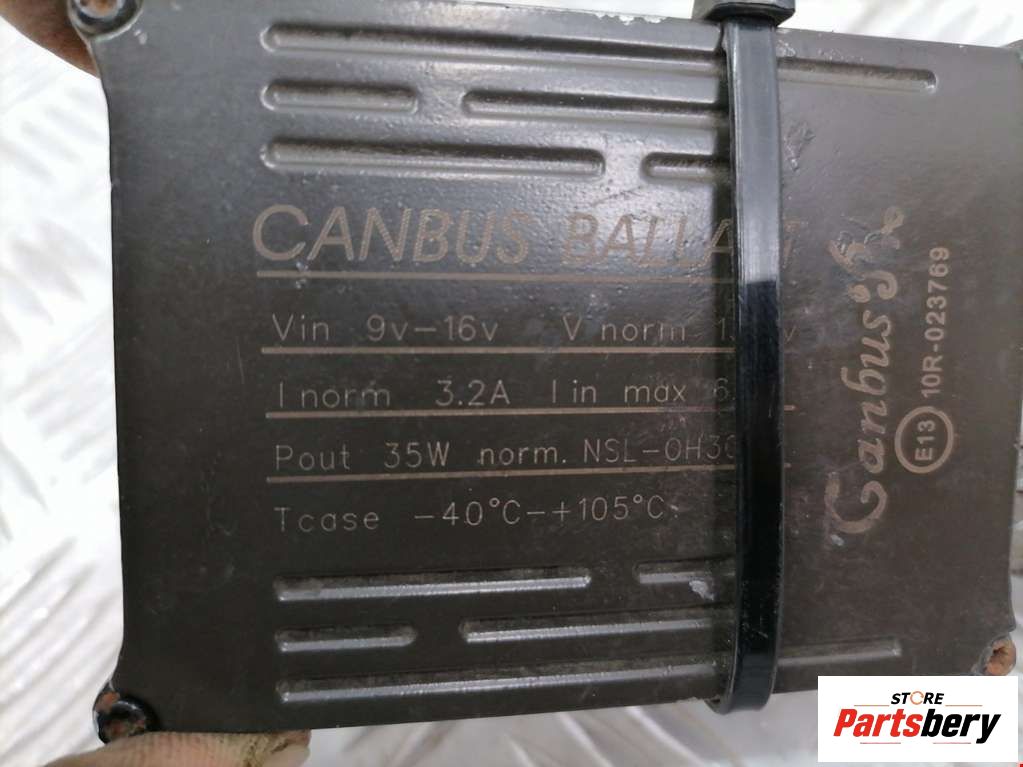 CANBUS
Vin 9v-16v V norm
I norm 3.2A I in max
Pout 35W norm.
Tcase -40°C-+105°C
E13 10R-023769
STORE
Partsbery